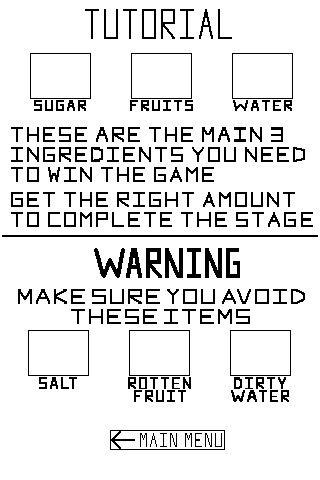 TUTORIAL
SUGAR FRUITS WATER
THESE ARE THE MAIN 3
INGREDIENTS YOU NEED
TO WIN THE GAME
GET THE RIGHT AMOUNT
TO COMPLETE THE STAGE
WARNING
MAKE SURE YOU AVOID
THESE ITEMS
SALT ROTTEN DIRTY
FRUIT WATER
MAIN MENU